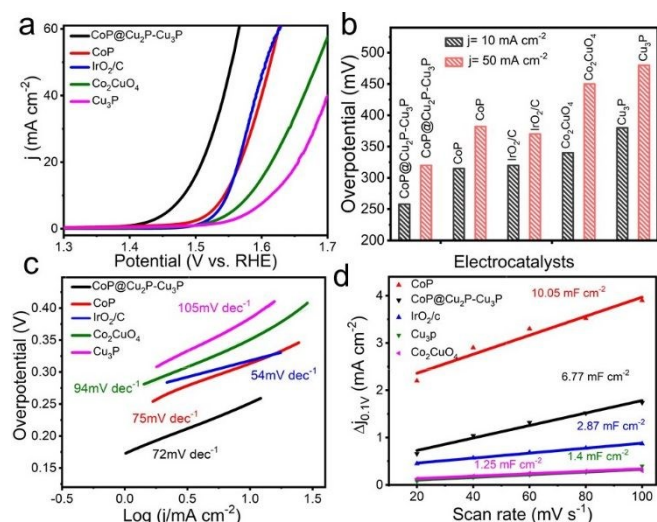 a
CoP@Cu₂P-Cu₃P
CoP
IrO₂/C
Co₂CuO₄
Cu₃P
j (mA cm⁻²)
60
40
20
0
1.3 1.4 1.5 1.6 1.7
Potential (V vs. RHE)
b
j= 10 mA cm⁻²
j= 50 mA cm⁻²
Overpotential (mV)
500
450
400
350
300
250
200
CoP@Cu₂P-Cu₃P
CoP@Cu₂P-Cu₃P
CoP
CoP
IrO₂/C
IrO₂/C
Co₂CuO₄
Co₂CuO₄
Cu₃P
Cu₃P
Electrocatalysts
c
CoP@Cu₂P-Cu₃P
CoP
IrO₂/C
Co₂CuO₄
Cu₃P
Overpotential (V)
0.40
0.35
0.30
0.25
0.20
0.15
105mV dec⁻¹
94mV dec⁻¹
54mV dec⁻¹
75mV dec⁻¹
72mV dec⁻¹
0.0 0.5 1.0 1.5
Log (j/mA cm⁻²)
d
CoP
CoP@Cu₂P-Cu₃P
IrO₂/c
Cu₃p
Co₂CuO₄
Δj₀.₁ᵥ (mA cm⁻²)
4
2
0
10.05 mF cm⁻²
6.77 mF cm⁻²
2.87 mF cm⁻²
1.4 mF cm⁻²
1.25 mF cm⁻²
20 40 60 80 100
Scan rate (mV s⁻¹)